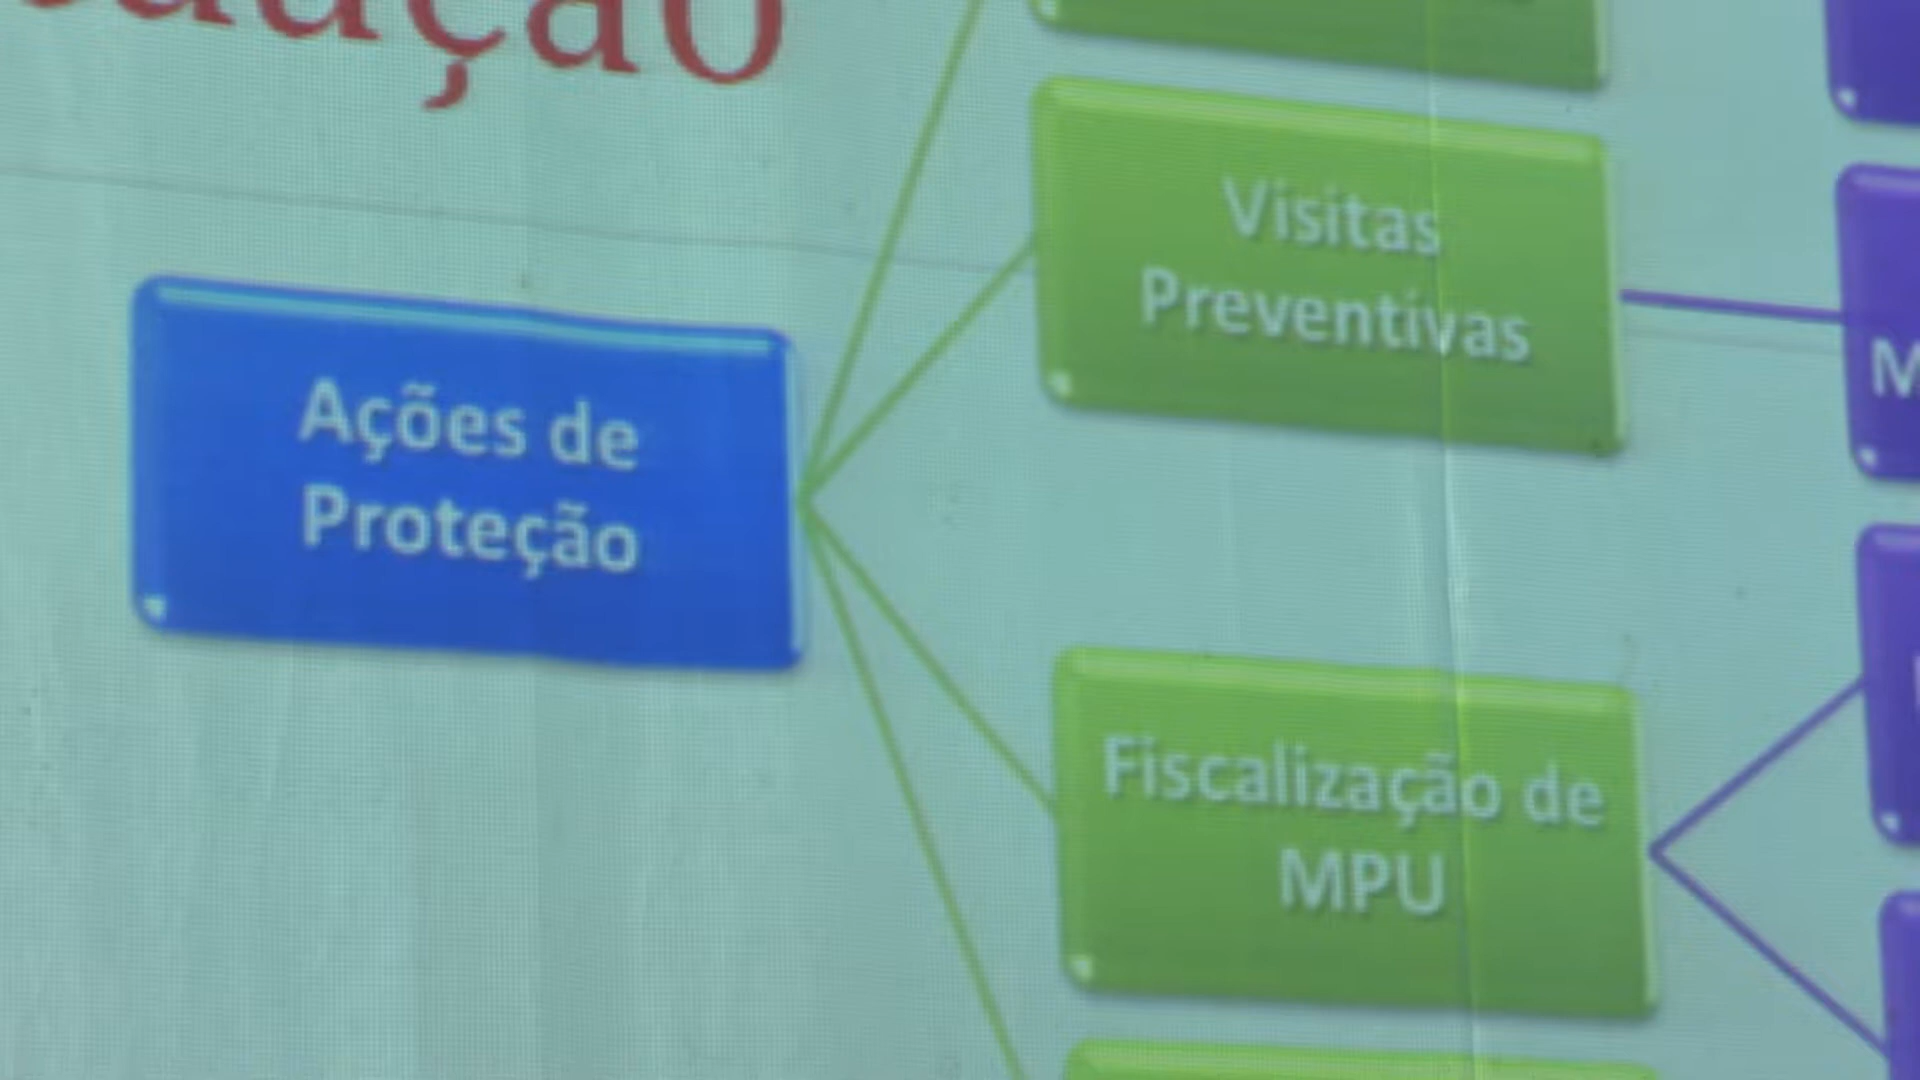 Visitas
Preventivas
Ações de
Proteção
Fiscalização de
MPU